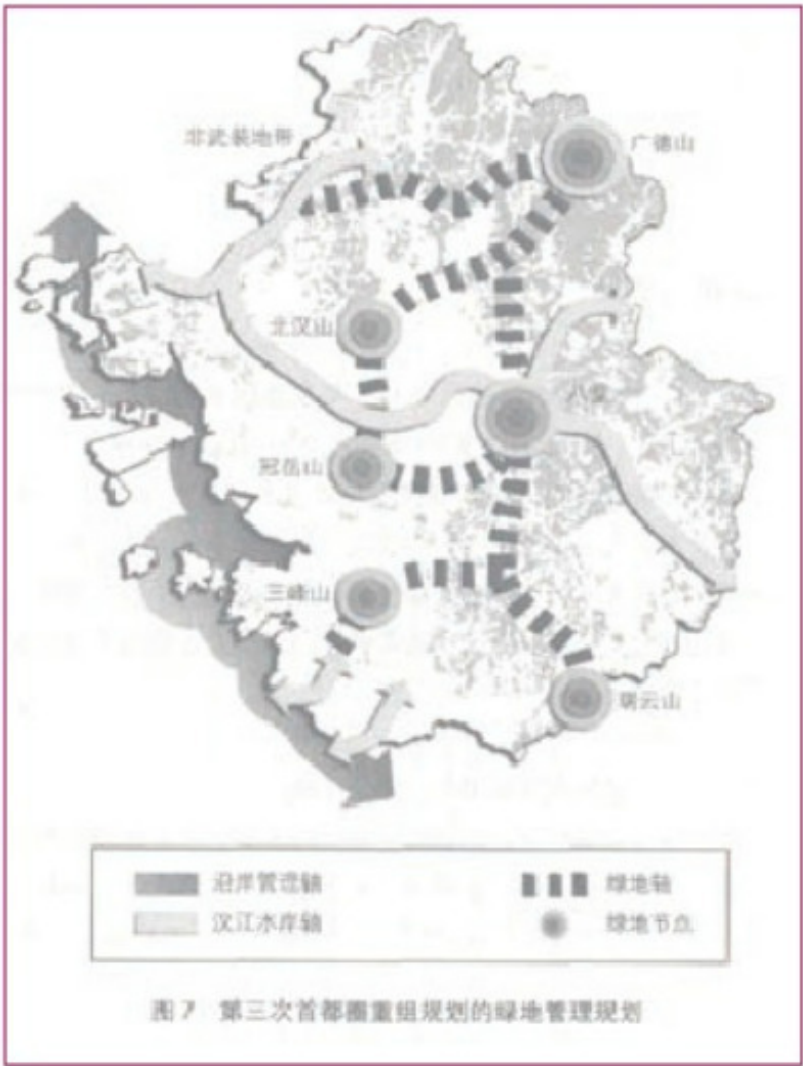 非武装地带
广德山
北汉山
八堂
冠岳山
三峰山
瑞云山
沿岸管理轴
绿地轴
汉江水岸轴
绿地节点
图7 第三次首都圈重组规划的绿地管理规划